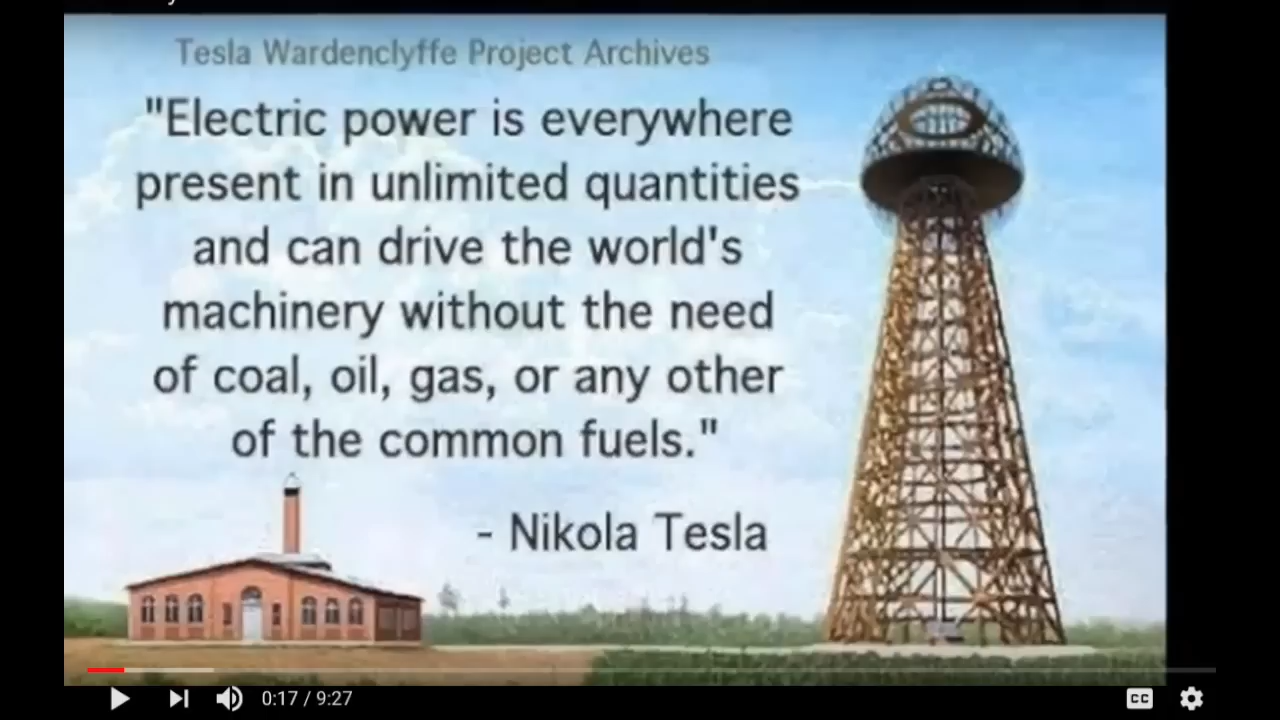 Tesla Wardenclyffe Project Archives
"Electric power is everywhere
present in unlimited quantities
and can drive the world's
machinery without the need
of coal, oil, gas, or any other
of the common fuels."
- Nikola Tesla
0:17 / 9:27
CC